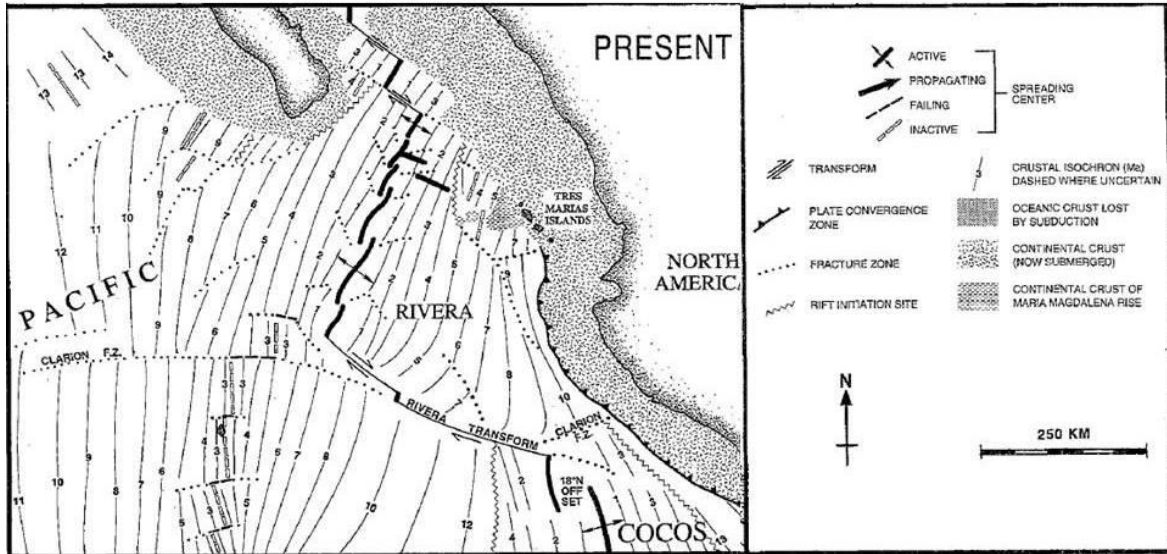 PRESENT
PACIFIC
CLARION F.Z.
RIVERA
RIVERA TRANSFORM
CLARION F.Z.
TRES MARIAS ISLANDS
NORTH AMERICA
18°N OFF SET
COCOS
ACTIVE
PROPAGATING
FAILING
INACTIVE
SPREADING CENTER
TRANSFORM
PLATE CONVERGENCE ZONE
FRACTURE ZONE
RIFT INITIATION SITE
3
CRUSTAL ISOCHRON (Ma) DASHED WHERE UNCERTAIN
OCEANIC CRUST LOST BY SUBDUCTION
CONTINENTAL CRUST (NOW SUBMERGED)
CONTINENTAL CRUST OF MARIA MAGDALENA RISE
N
250 KM